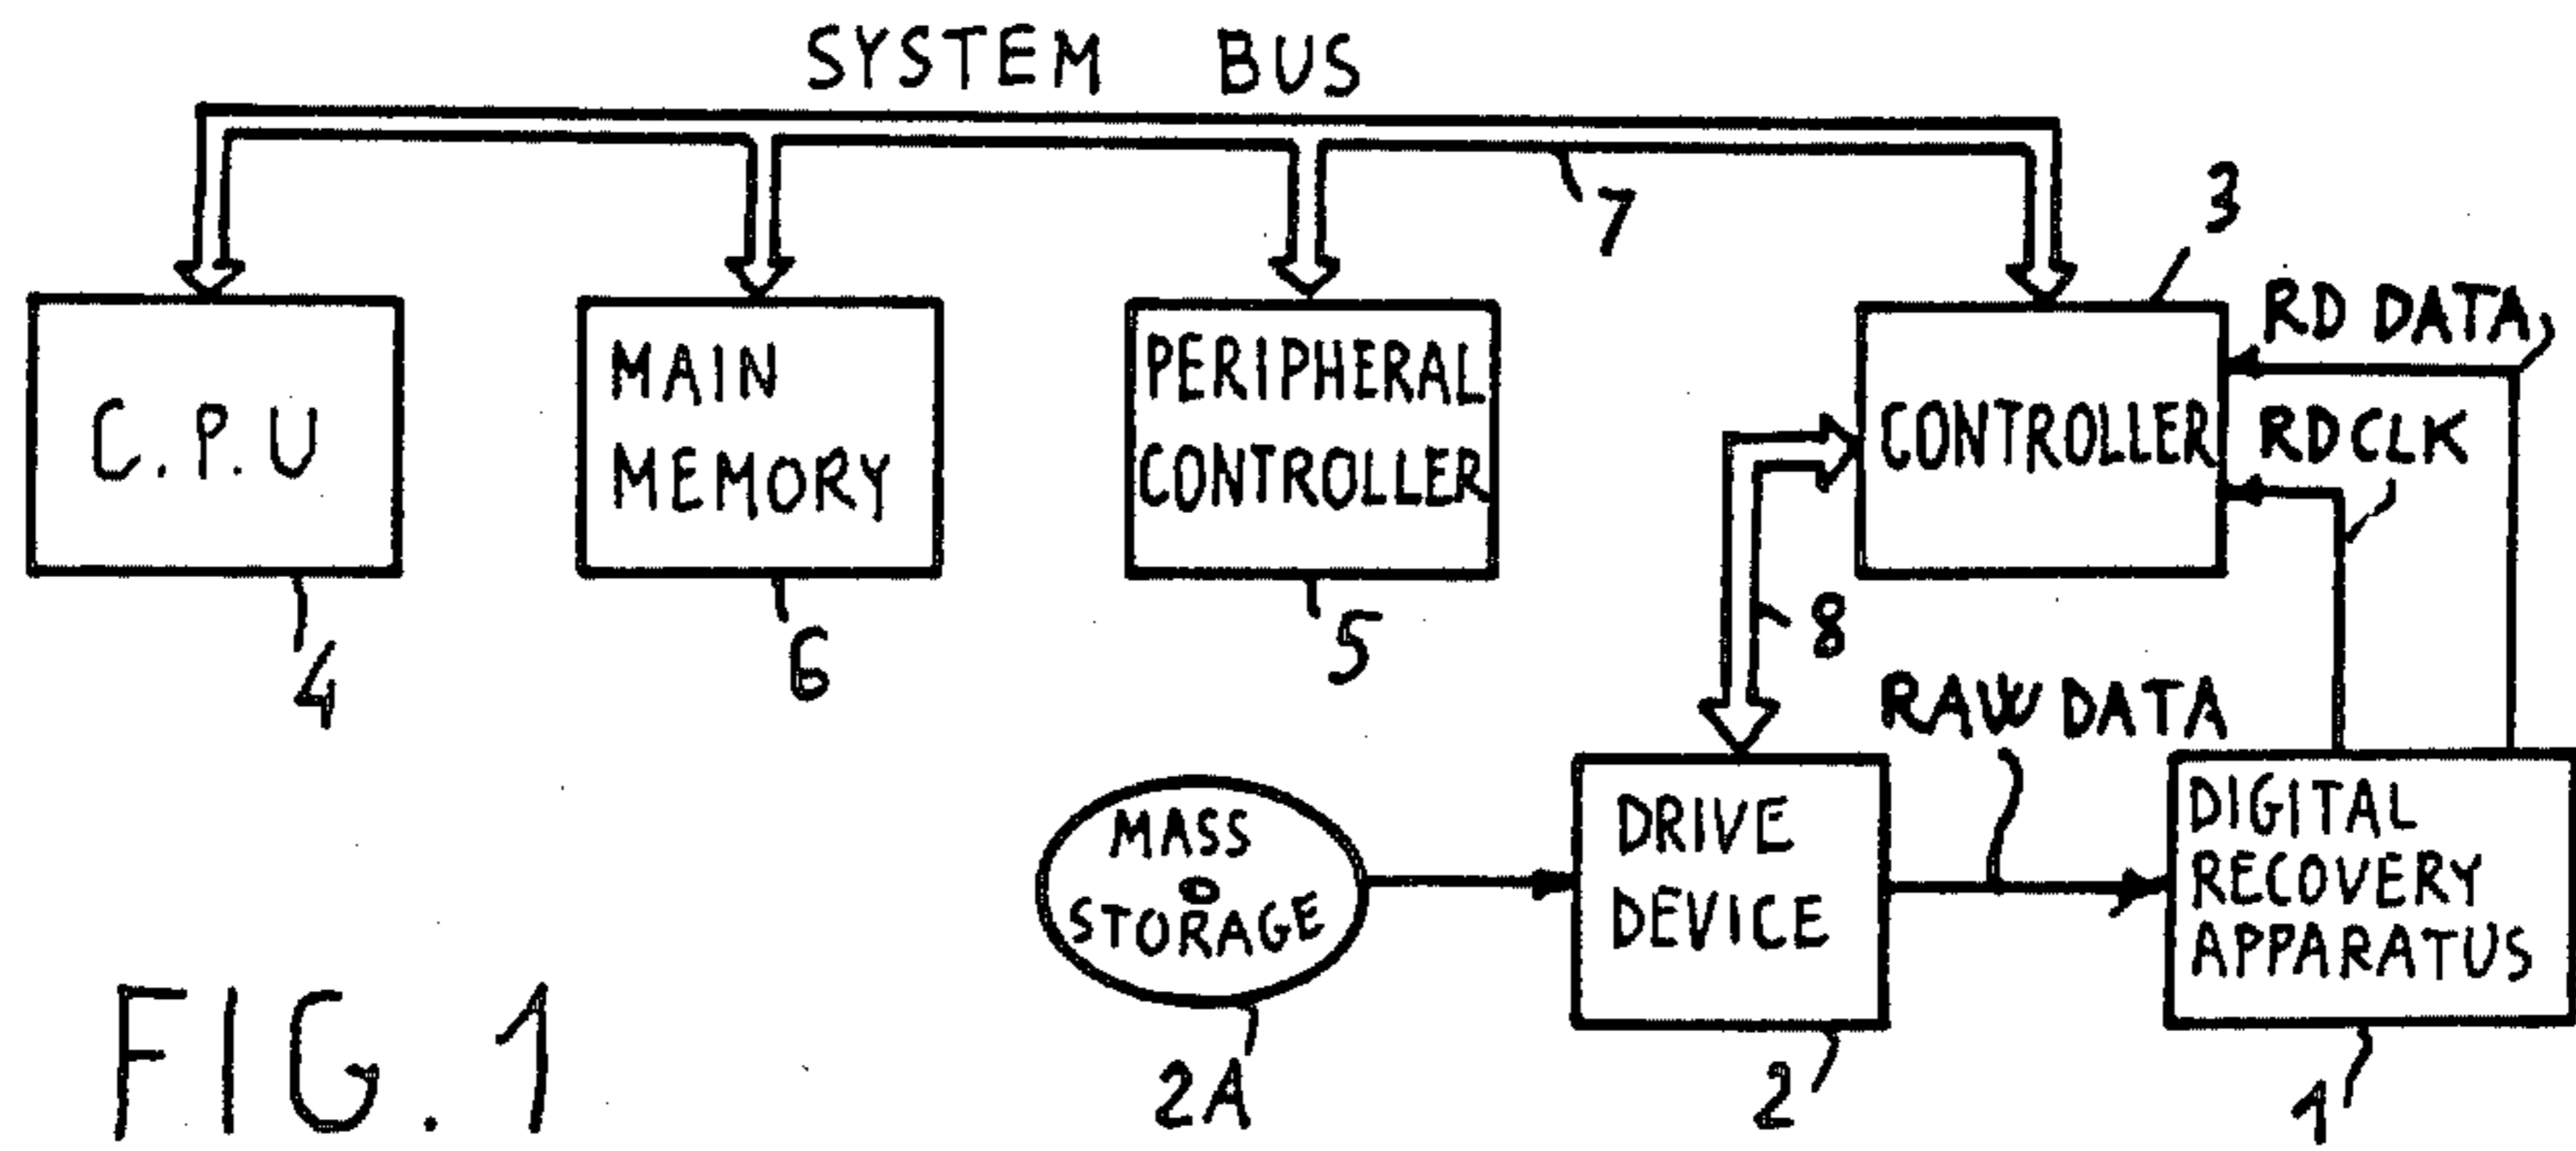 SYSTEM BUS
7
3
C.P.U
4
MAIN
MEMORY
6
PERIPHERAL
CONTROLLER
5
CONTROLLER
RD DATA
RDCLK
8
RAW DATA
MASS
STORAGE
2A
DRIVE
DEVICE
2
DIGITAL
RECOVERY
APPARATUS
1
FIG. 1